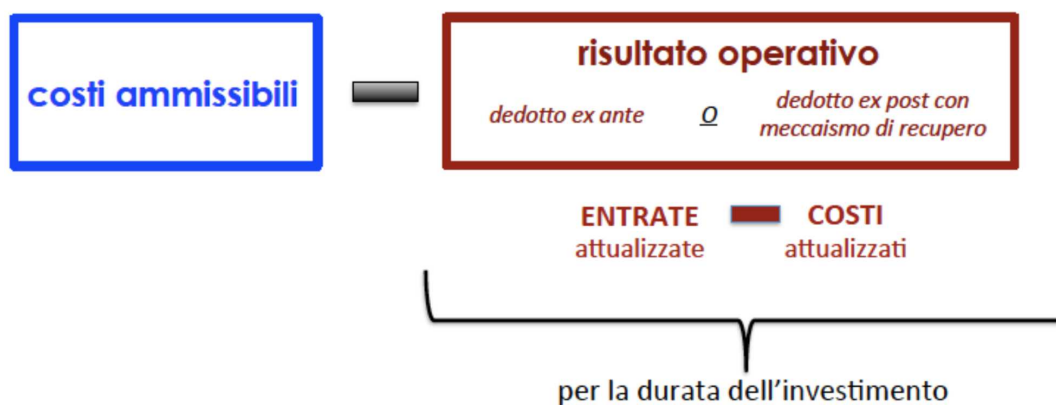 costi ammissibili
risultato operativo
dedotto ex ante O dedotto ex post con
meccaismo di recupero
ENTRATE COSTI
attualizzate attualizzati
per la durata dell'investimento